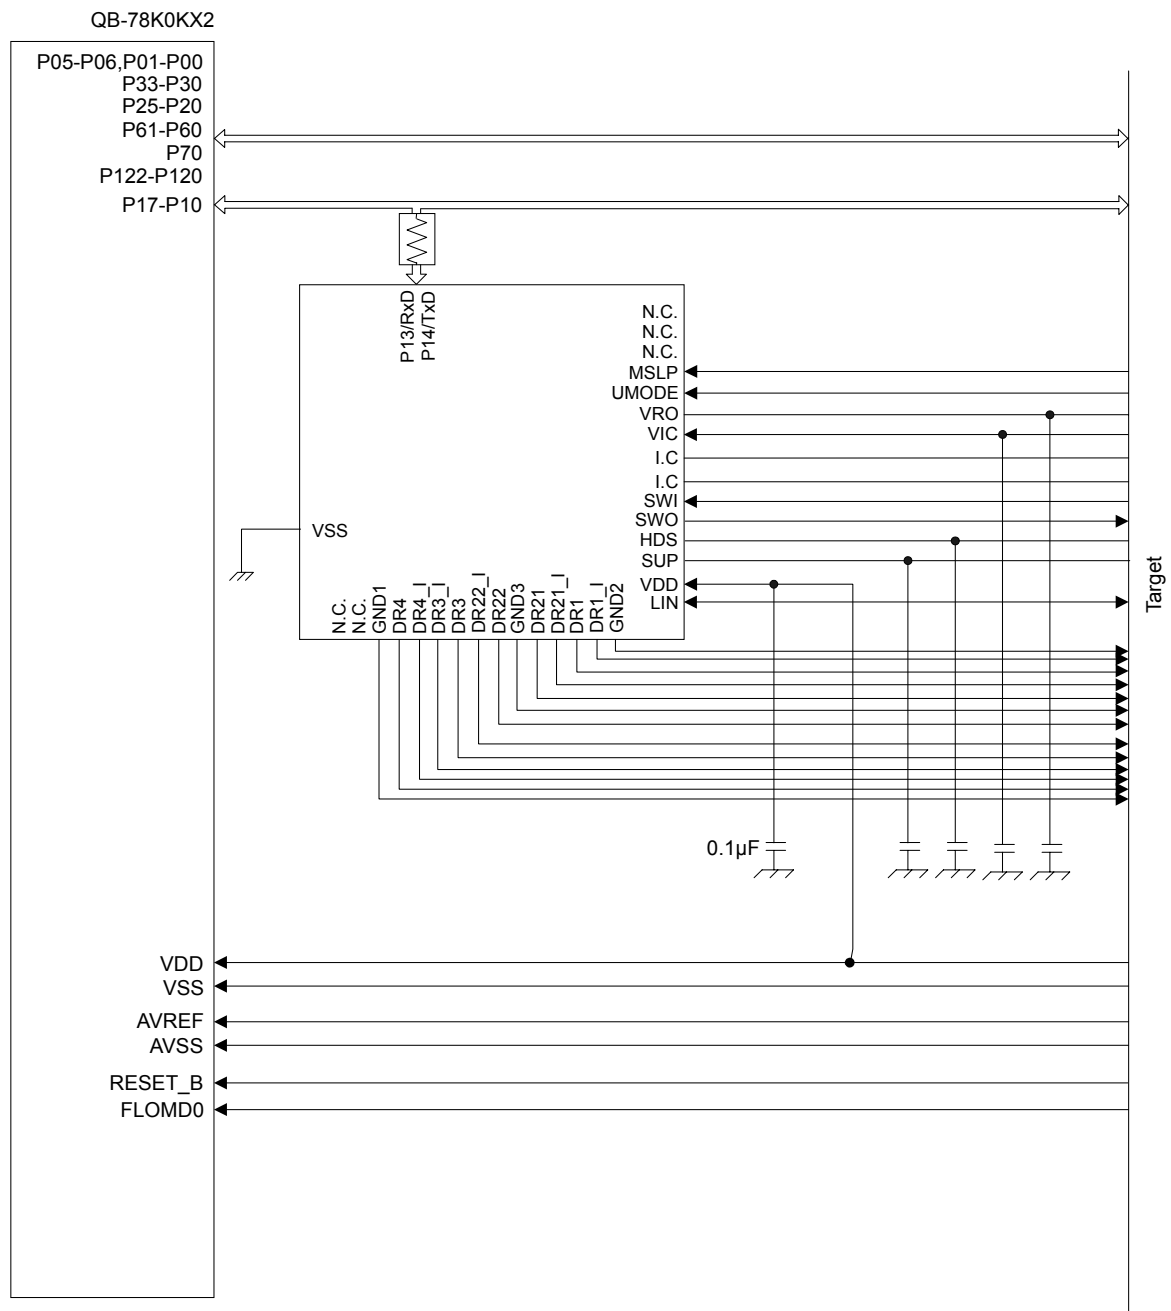 QB-78K0KX2
P05-P06,P01-P00
P33-P30
P25-P20
P61-P60
P70
P122-P120
P17-P10
P13/RxD
P14/TxD
N.C.
N.C.
N.C.
MSLP
UMODE
VRO
VIC
I.C
I.C
SWI
SWO
HDS
SUP
VDD
LIN
VSS
N.C.
N.C.
GND1
DR4
DR4_I
DR3_I
DR3
DR22_I
DR22
GND3
DR21
DR21_I
DR1
DR1_I
GND2
Target
0.1µF
VDD
VSS
AVREF
AVSS
RESET_B
FLOMD0